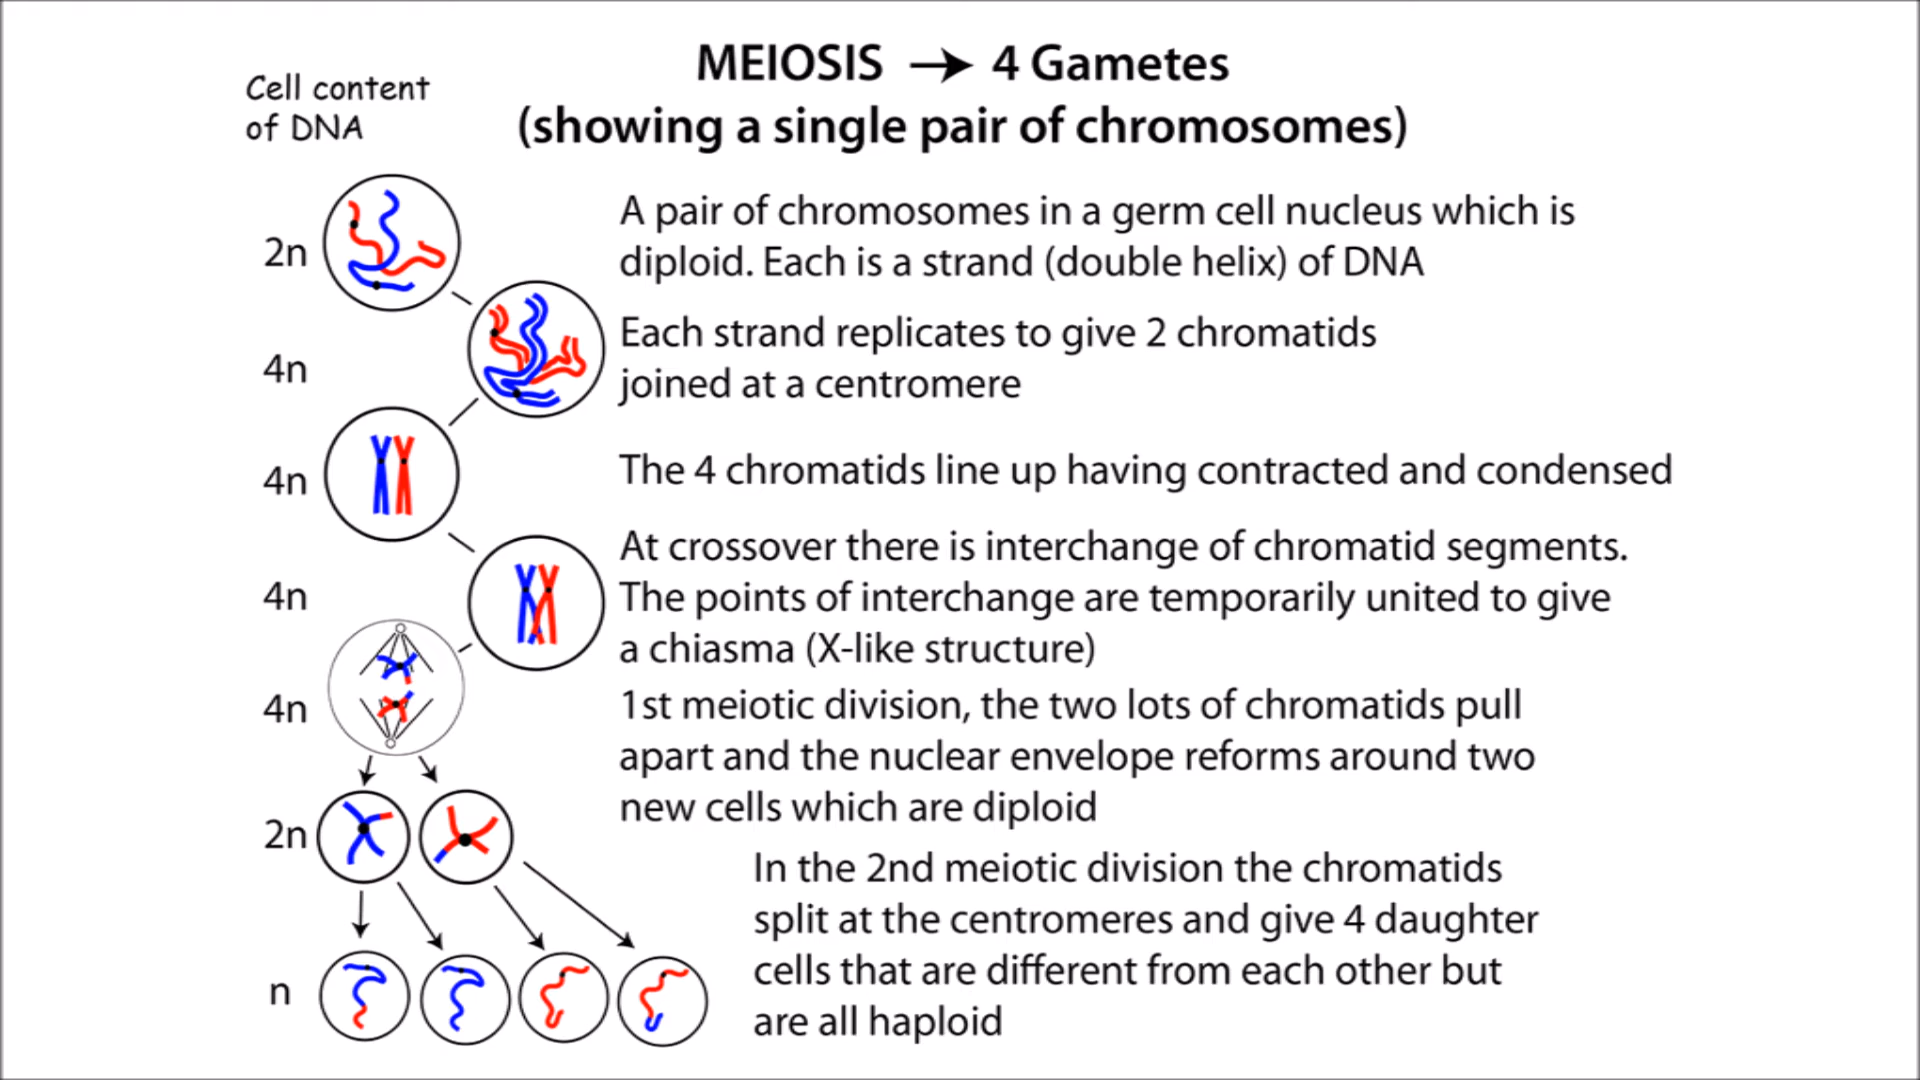 MEIOSIS → 4 Gametes
(showing a single pair of chromosomes)
Cell content
of DNA
2n
A pair of chromosomes in a germ cell nucleus which is
diploid. Each is a strand (double helix) of DNA
4n
Each strand replicates to give 2 chromatids
joined at a centromere
4n
The 4 chromatids line up having contracted and condensed
4n
At crossover there is interchange of chromatid segments.
The points of interchange are temporarily united to give
a chiasma (X-like structure)
4n
1st meiotic division, the two lots of chromatids pull
apart and the nuclear envelope reforms around two
new cells which are diploid
2n
In the 2nd meiotic division the chromatids
split at the centromeres and give 4 daughter
cells that are different from each other but
are all haploid
n